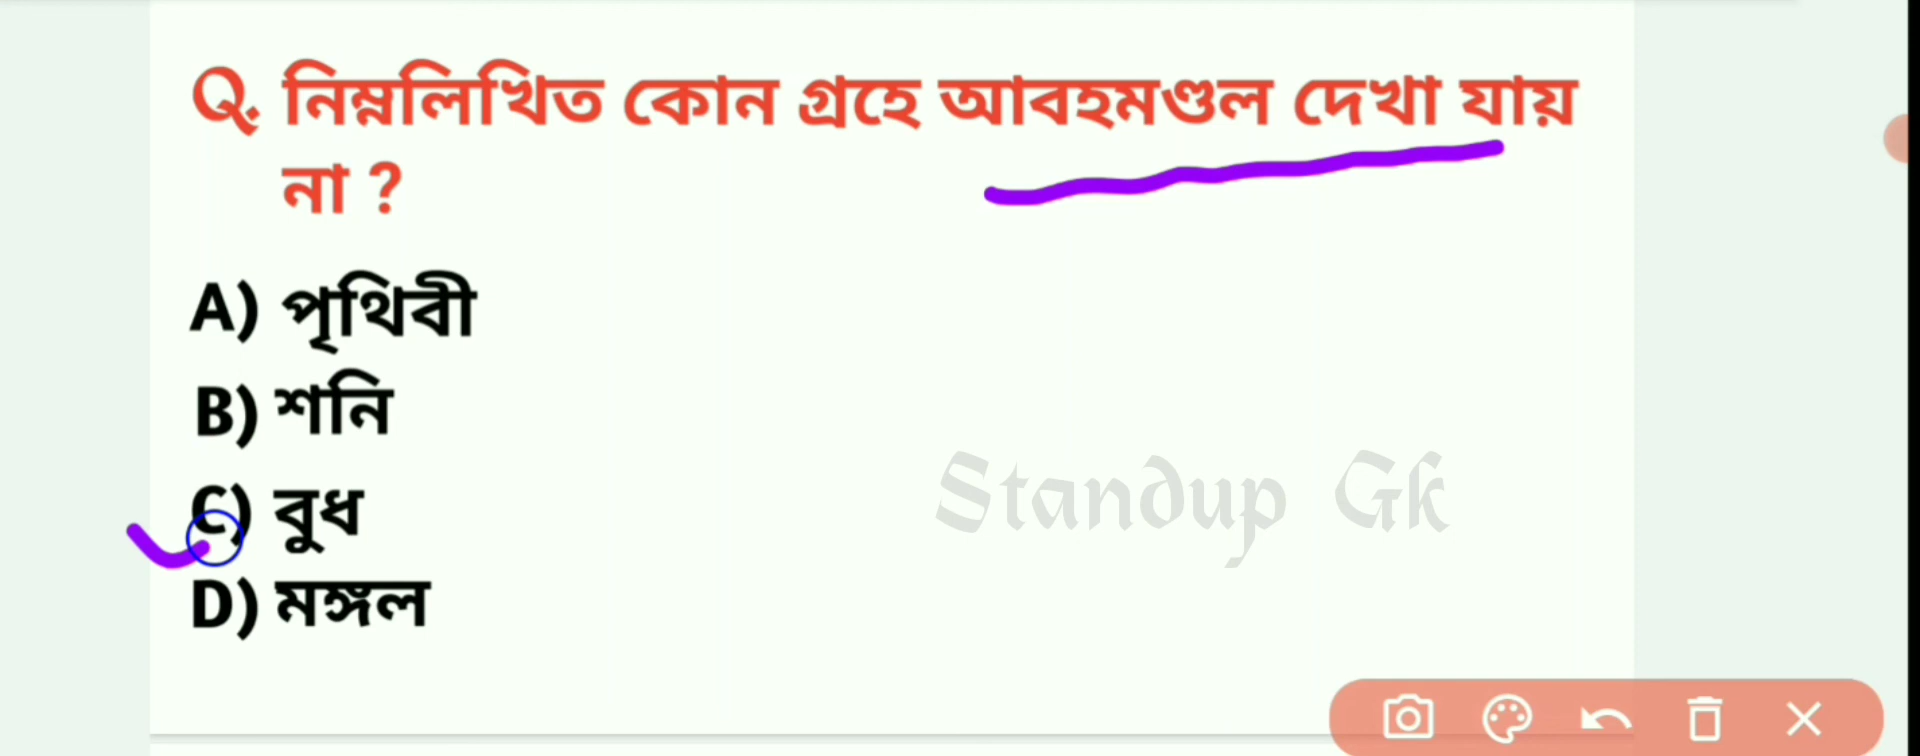 Q. নিম্নলিখিত কোন গ্রহে আবহমণ্ডল দেখা যায়
না ?
A) পৃথিবী
B) শনি
C) বুধ
D) মঙ্গল
Standup Gk